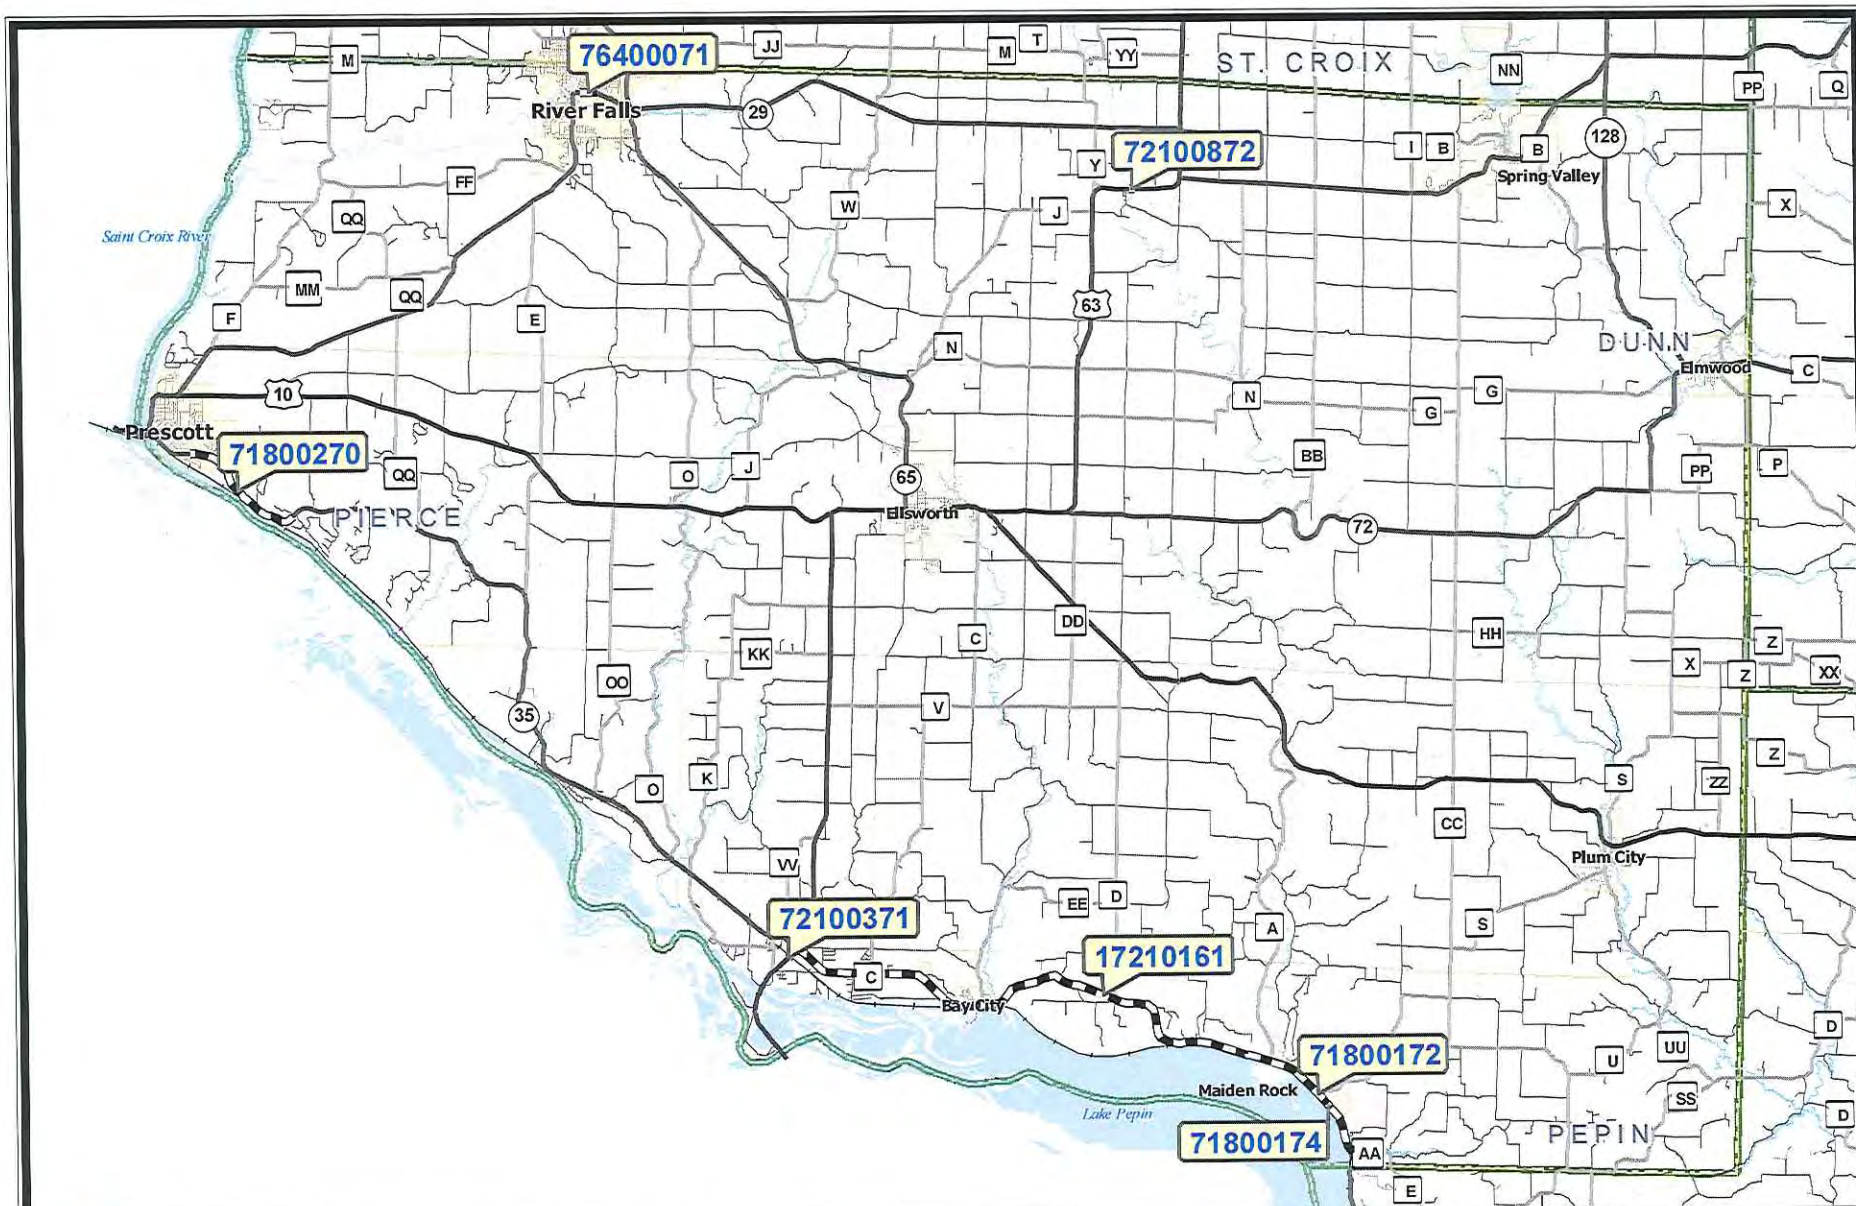 M
76400071
JJ
M
T
YY
ST. CROIX
NN
PP
Q
River Falls
29
72100872
Y
I
B
B
128
Spring Valley
FF
QQ
W
J
X
Saint Croix River
MM
QQ
F
E
63
N
DUNN
Elmwood
C
10
N
G
G
Prescott
71800270
QQ
O
J
65
BB
PP
P
PIERCE
Ellsworth
72
DD
C
HH
Z
KK
OO
X
Z
XX
35
V
K
O
S
ZZ
Z
CC
VV
Plum City
72100371
EE
D
A
S
C
17210161
Bay City
71800172
D
U
UU
Maiden Rock
Lake Pepin
SS
D
71800174
PEPIN
AA
E